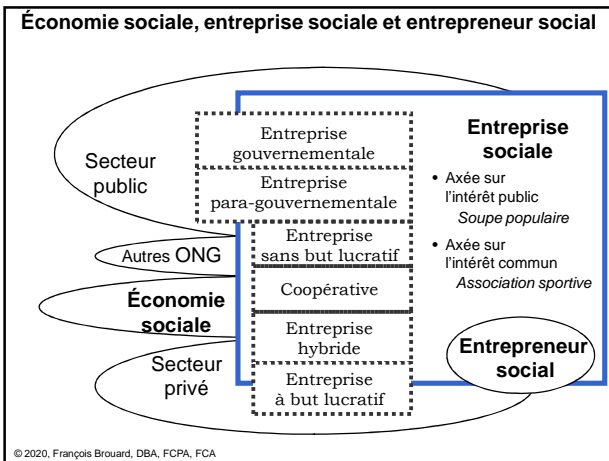 Économie sociale, entreprise sociale et entrepreneur social
Secteur
public
Autres ONG
Économie
sociale
Secteur
privé
Entreprise
gouvernementale
Entreprise
para-gouvernementale
Entreprise
sans but lucratif
Coopérative
Entreprise
hybride
Entreprise
à but lucratif
Entreprise
sociale
• Axée sur
l'intérêt public
Soupe populaire
• Axée sur
l'intérêt commun
Association sportive
Entrepreneur
social
© 2020, François Brouard, DBA, FCPA, FCA